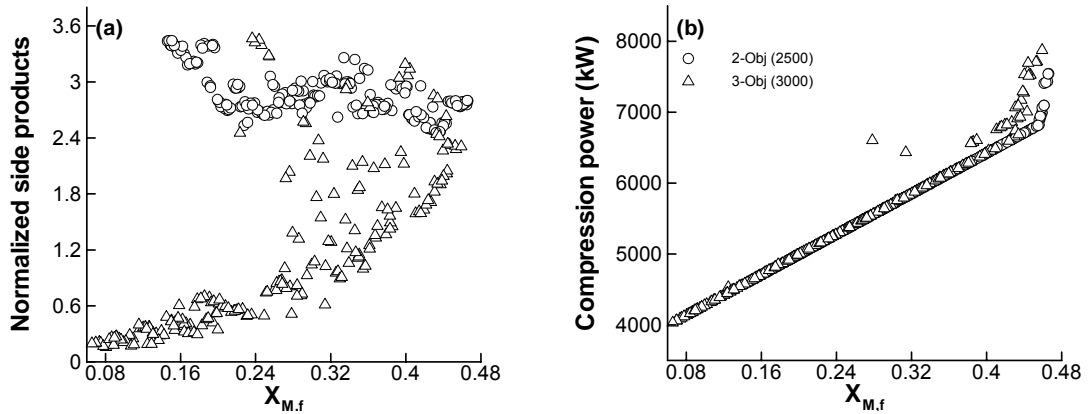 (a)
Normalized side products
3.6
3
2.4
1.8
1.2
0.6
0
0.08 0.16 0.24 0.32 0.4 0.48
X_M,f
(b)
2-Obj (2500)
3-Obj (3000)
Compression power (kW)
8000
7000
6000
5000
4000
0.08 0.16 0.24 0.32 0.4 0.48
X_M,f